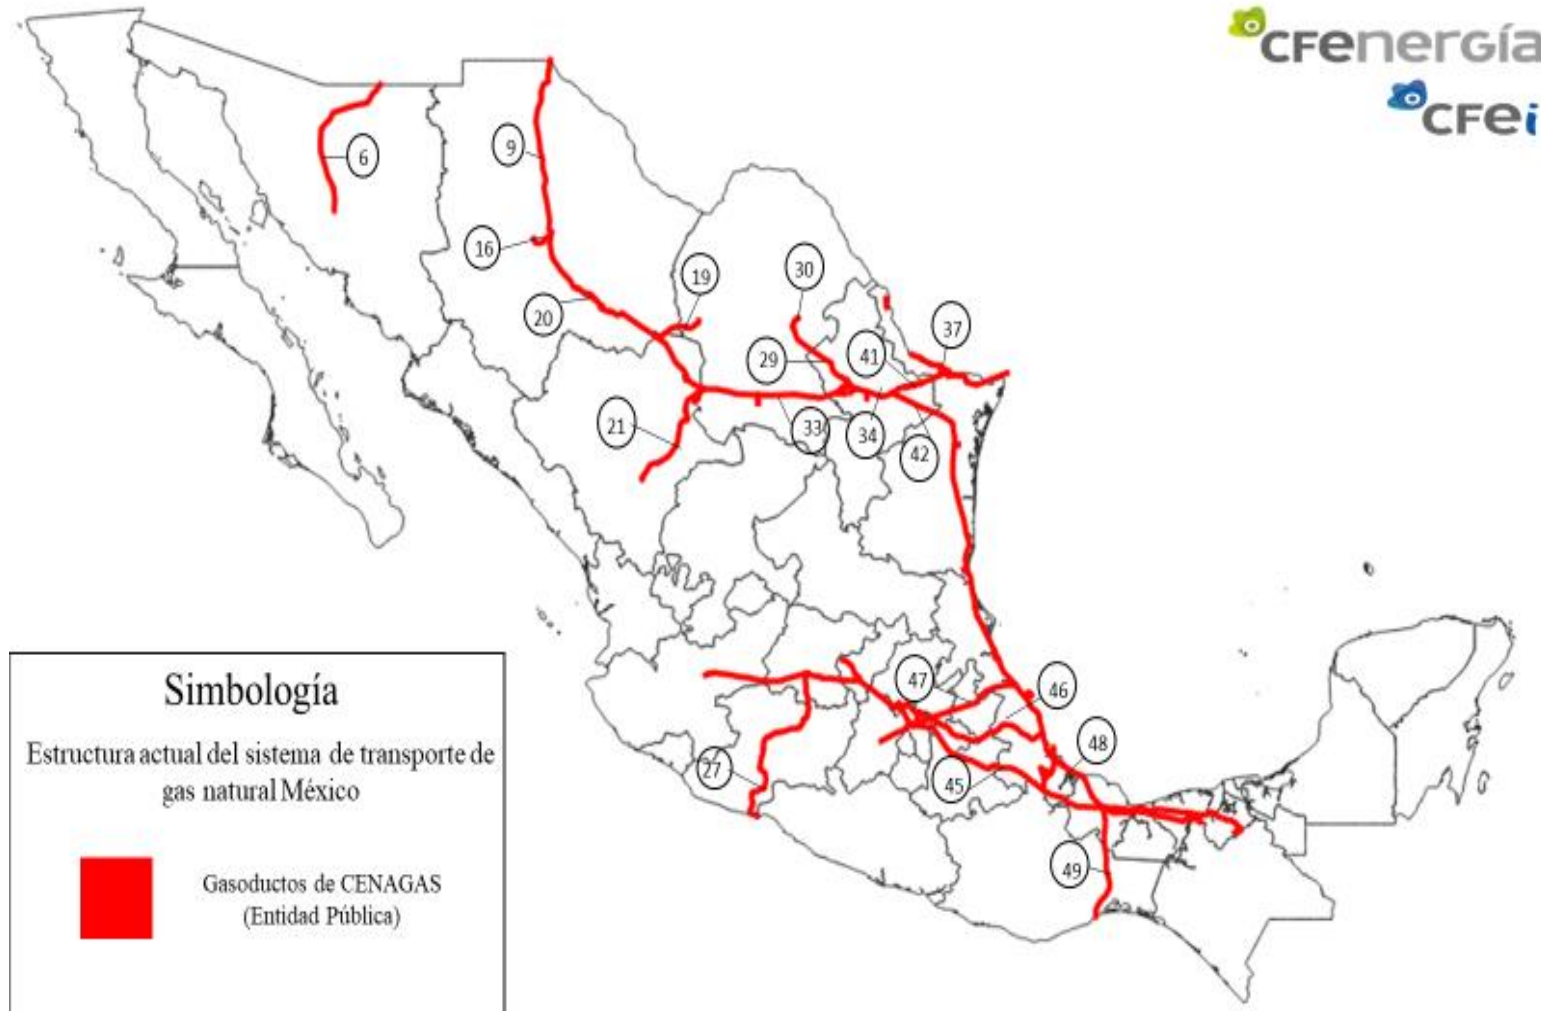 CFEnergía
CFEi
6
9
16
19
30
20
37
29
41
21
33
34
42
47
46
48
27
45
49
Simbología
Estructura actual del sistema de transporte de
gas natural México
Gasoductos de CENAGAS
(Entidad Pública)